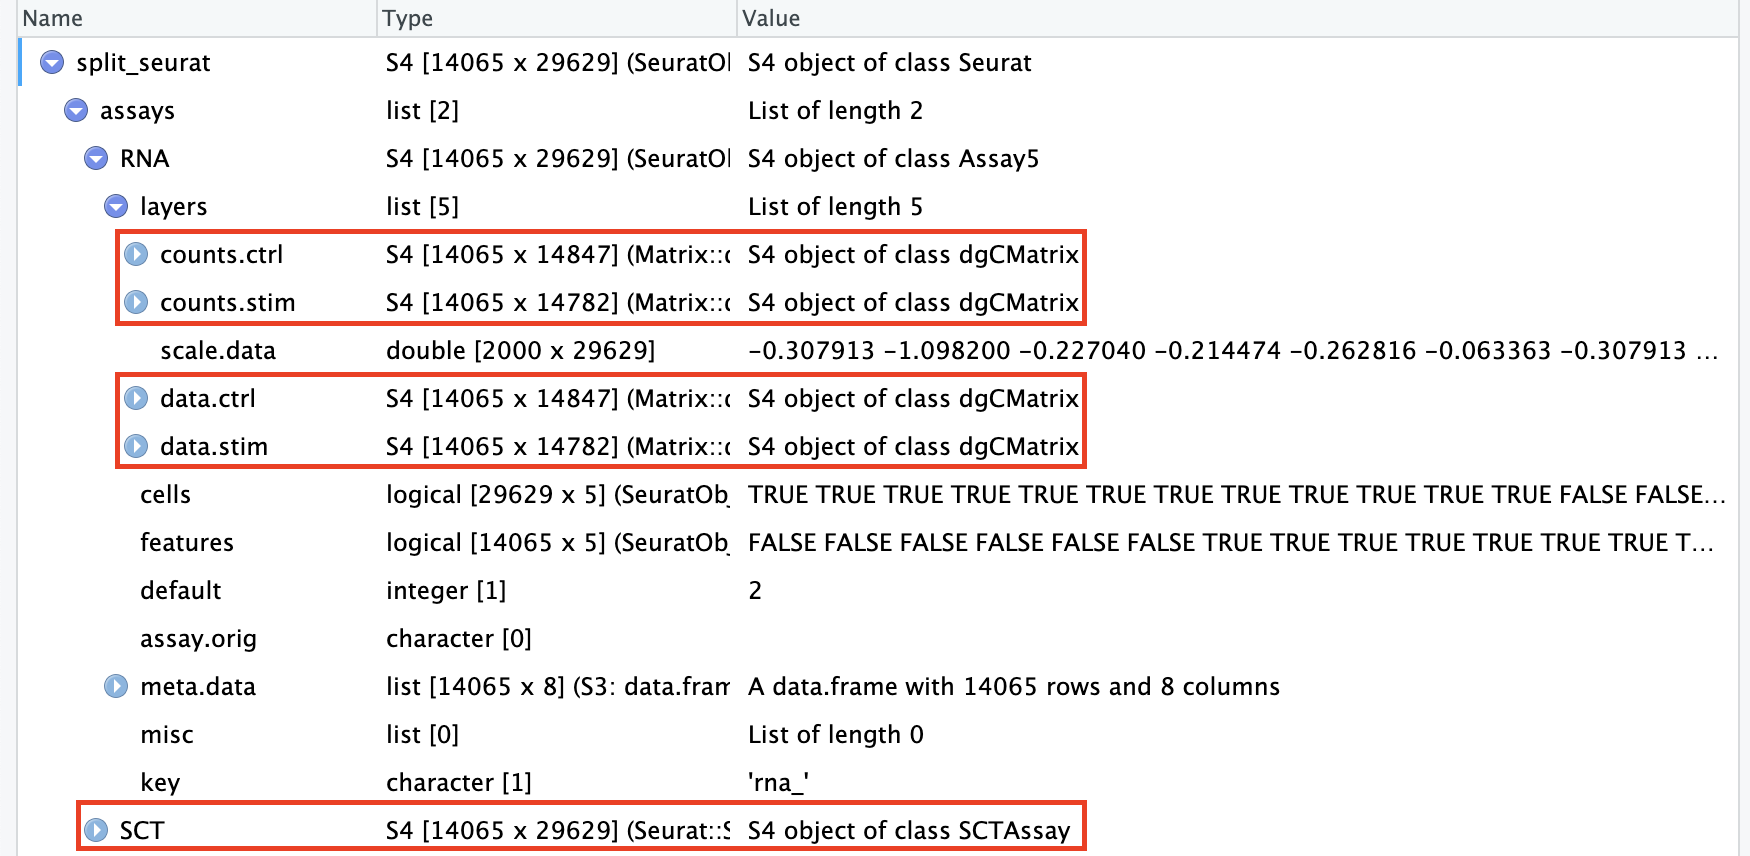 Name Type Value
split_seurat S4 [14065 x 29629] (SeuratOl S4 object of class Seurat
assays list [2] List of length 2
RNA S4 [14065 x 29629] (SeuratOl S4 object of class Assay5
layers list [5] List of length 5
counts.ctrl S4 [14065 x 14847] (Matrix:: S4 object of class dgCMatrix
counts.stim S4 [14065 x 14782] (Matrix:: S4 object of class dgCMatrix
scale.data double [2000 x 29629] -0.307913 -1.098200 -0.227040 -0.214474 -0.262816 -0.063363 -0.307913 ...
data.ctrl S4 [14065 x 14847] (Matrix:: S4 object of class dgCMatrix
data.stim S4 [14065 x 14782] (Matrix:: S4 object of class dgCMatrix
cells logical [29629 x 5] (SeuratOb S4 TRUE TRUE TRUE TRUE TRUE TRUE TRUE TRUE TRUE TRUE TRUE TRUE FALSE FALSE...
features logical [14065 x 5] (SeuratOb FALSE FALSE FALSE FALSE FALSE FALSE TRUE TRUE TRUE TRUE TRUE TRUE TRUE T...
default integer [1] 2
assay.orig character [0]
meta.data list [14065 x 8] (S3: data.fram A data.frame with 14065 rows and 8 columns
misc list [0] List of length 0
key character [1] 'rna_'
SCT S4 [14065 x 29629] (Seurat:: S4 object of class SCTAssay